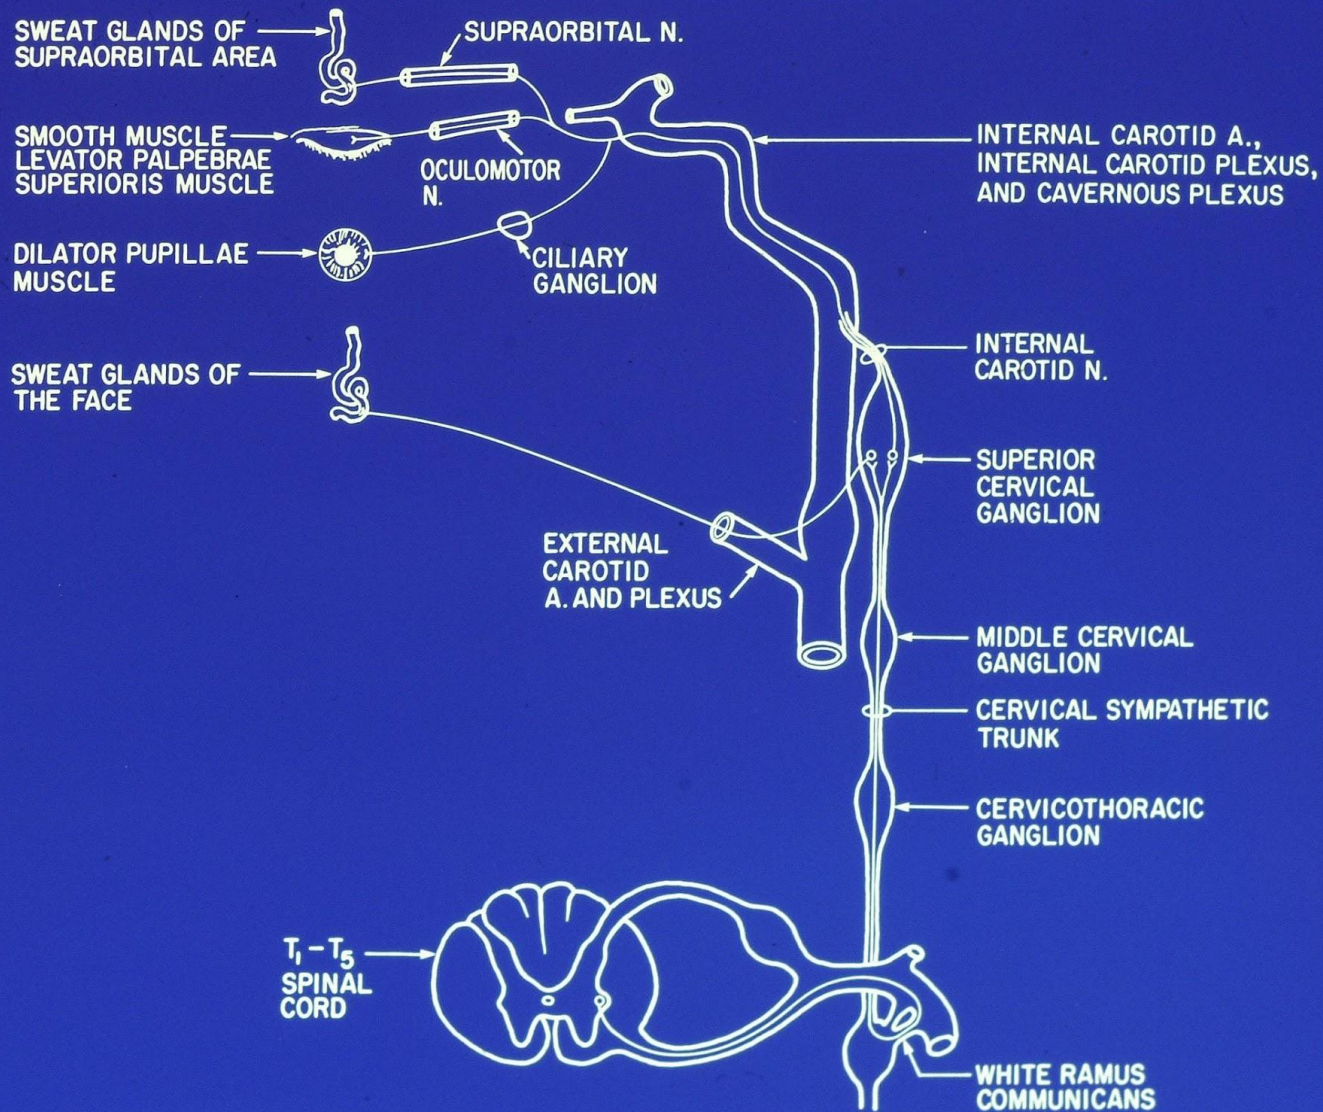 SWEAT GLANDS OF
SUPRAORBITAL AREA
SUPRAORBITAL N.
SMOOTH MUSCLE
LEVATOR PALPEBRAE
SUPERIORIS MUSCLE
OCULOMOTOR
N.
INTERNAL CAROTID A.,
INTERNAL CAROTID PLEXUS,
AND CAVERNOUS PLEXUS
DILATOR PUPILLAE
MUSCLE
CILIARY
GANGLION
INTERNAL
CAROTID N.
SWEAT GLANDS OF
THE FACE
SUPERIOR
CERVICAL
GANGLION
EXTERNAL
CAROTID
A. AND PLEXUS
MIDDLE CERVICAL
GANGLION
CERVICAL SYMPATHETIC
TRUNK
CERVICOTHORACIC
GANGLION
T₁ – T₅
SPINAL
CORD
WHITE RAMUS
COMMUNICANS